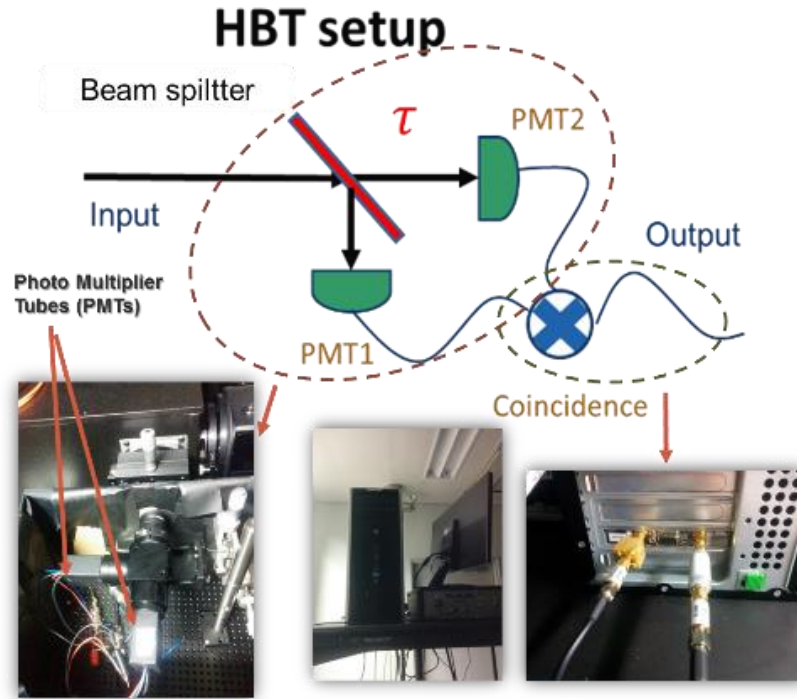 HBT setup
Beam spiltter
τ
PMT2
Input
Output
Photo Multiplier
Tubes (PMTs)
PMT1
Coincidence